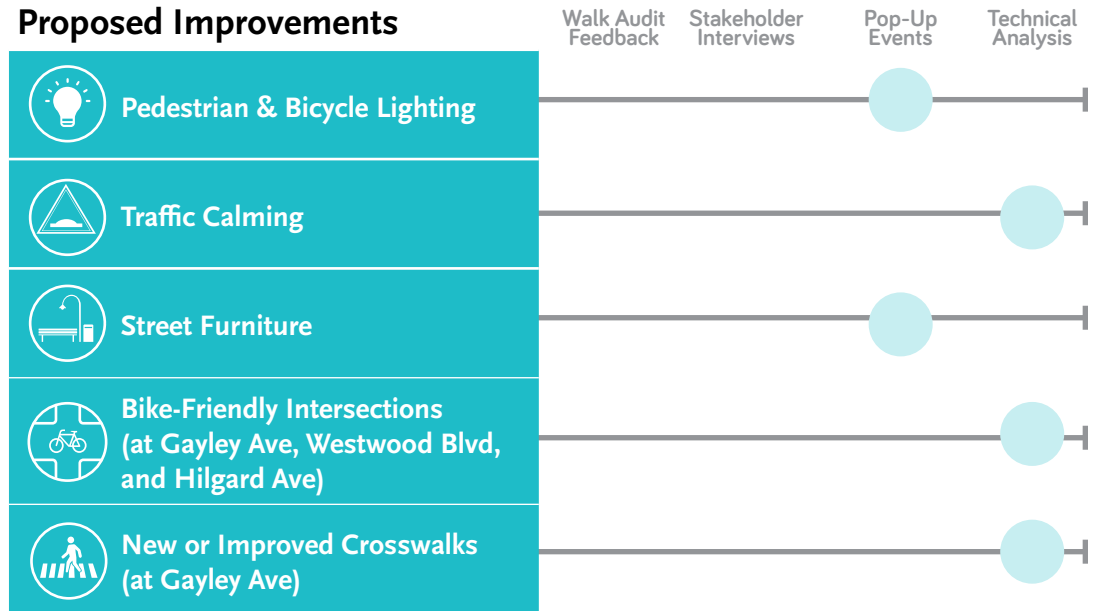 Proposed Improvements
Walk Audit
Feedback
Stakeholder
Interviews
Pop-Up
Events
Technical
Analysis
Pedestrian & Bicycle Lighting
Traffic Calming
Street Furniture
Bike-Friendly Intersections
(at Gayley Ave, Westwood Blvd,
and Hilgard Ave)
New or Improved Crosswalks
(at Gayley Ave)